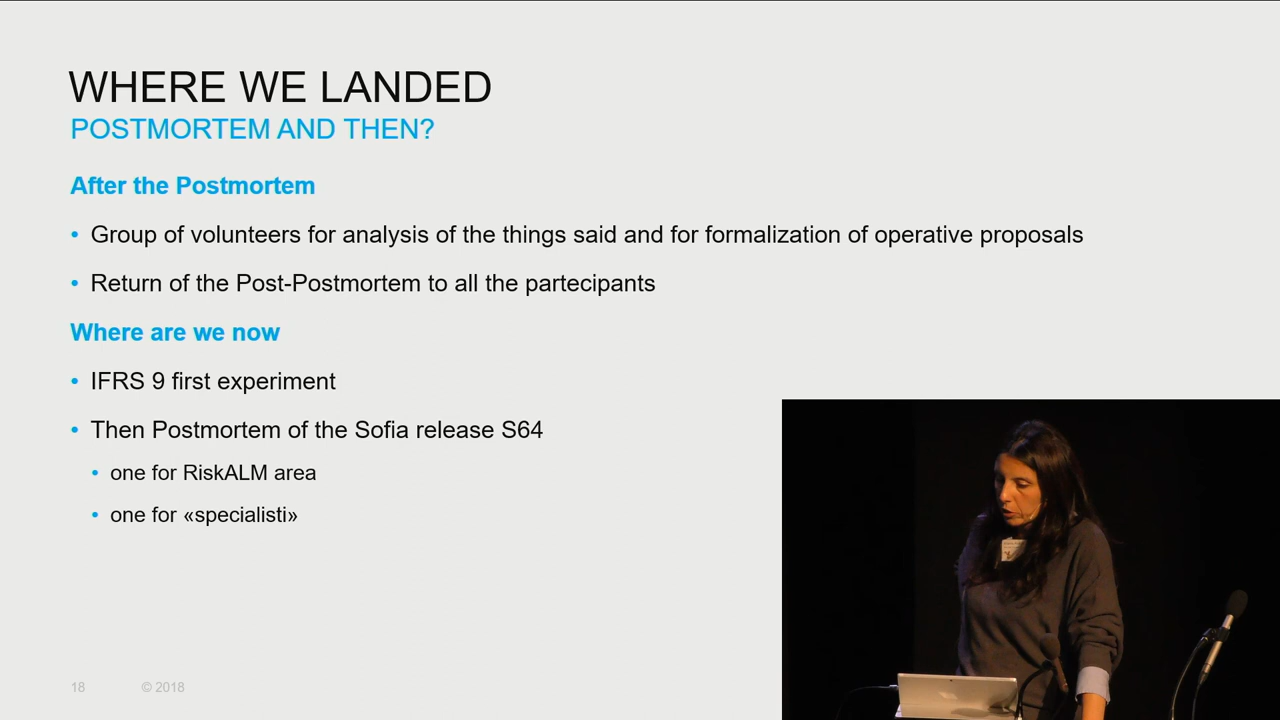 WHERE WE LANDED
POSTMORTEM AND THEN?
After the Postmortem
• Group of volunteers for analysis of the things said and for formalization of operative proposals
• Return of the Post-Postmortem to all the partecipants
Where are we now
• IFRS 9 first experiment
• Then Postmortem of the Sofia release S64
• one for RiskALM area
• one for «specialisti»
18 © 2018